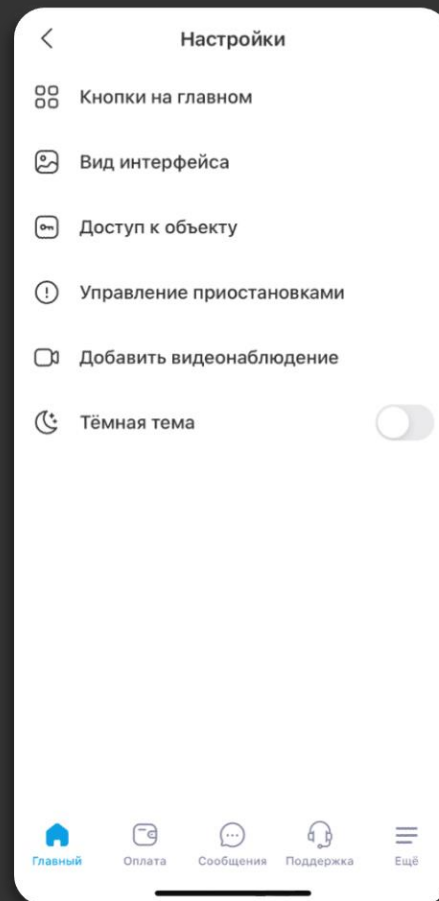 Настройки
Кнопки на главном
Вид интерфейса
Доступ к объекту
Управление приостановками
Добавить видеонаблюдение
Тёмная тема
Главный Оплата Сообщения Поддержка Ещё